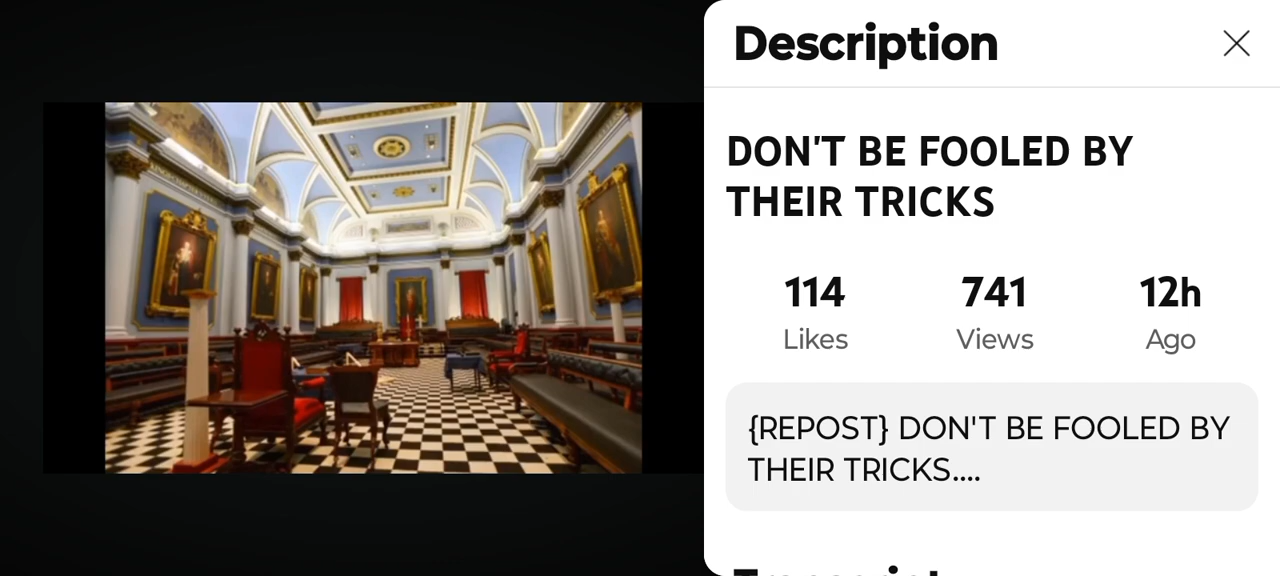 Description
DON'T BE FOOLED BY
THEIR TRICKS
114
741
12h
Likes
Views
Ago
{REPOST} DON'T BE FOOLED BY
THEIR TRICKS....
Transcript